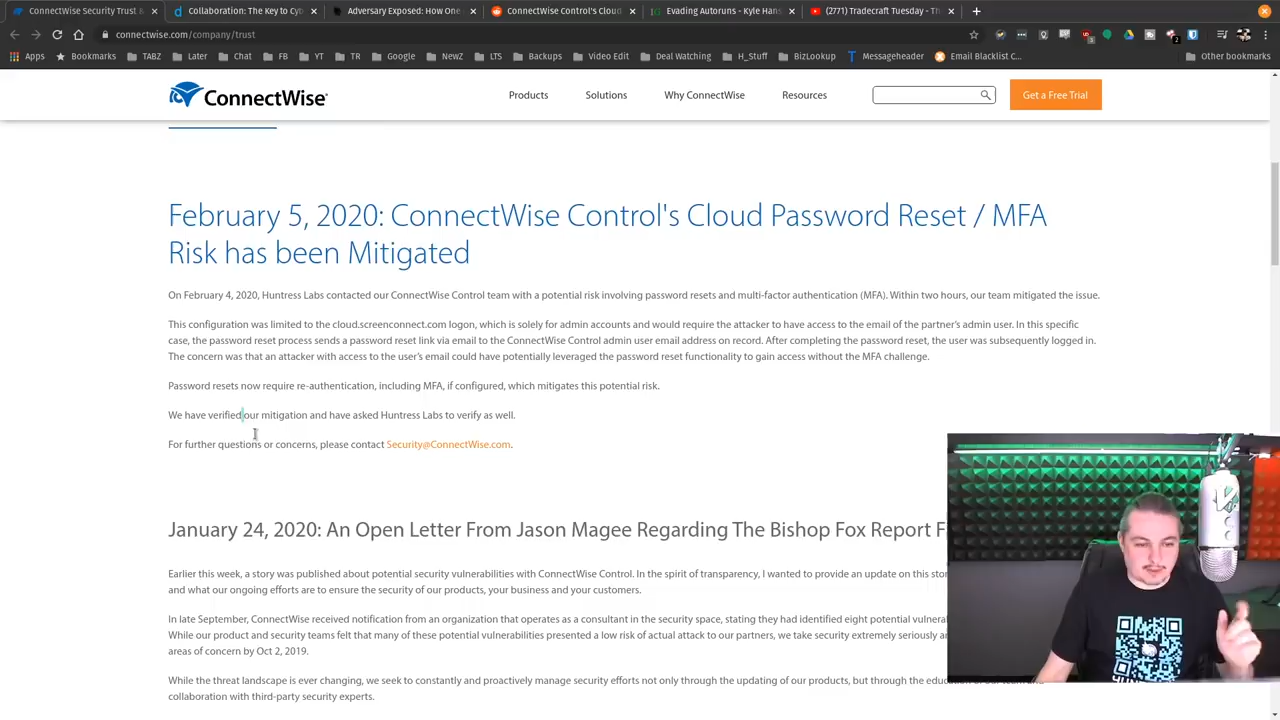 ConnectWise Security Trust &
Collaboration: The Key to Cyb
Adversary Exposed: How One
ConnectWise Control's Cloud
Evading Autoruns - Kyle Hans
(2771) Tradecraft Tuesday - Th
connectwise.com/company/trust
Apps
Bookmarks
TABZ
Later
Chat
FB
YT
TR
Google
NewZ
LTS
Backups
Video Edit
Deal Watching
H_Stuff
BizLookup
Messageheader
Email Blacklist C...
Other bookmarks
ConnectWise
Products
Solutions
Why ConnectWise
Resources
Get a Free Trial
February 5, 2020: ConnectWise Control's Cloud Password Reset / MFA
Risk has been Mitigated
On February 4, 2020, Huntress Labs contacted our ConnectWise Control team with a potential risk involving password resets and multi-factor authentication (MFA). Within two hours, our team mitigated the issue.
This configuration was limited to the cloud.screenconnect.com logon, which is solely for admin accounts and would require the attacker to have access to the email of the partner's admin user. In this specific
case, the password reset process sends a password reset link via email to the ConnectWise Control admin user email address on record. After completing the password reset, the user was subsequently logged in.
The concern was that an attacker with access to the user's email could have potentially leveraged the password reset functionality to gain access without the MFA challenge.
Password resets now require re-authentication, including MFA, if configured, which mitigates this potential risk.
We have verified our mitigation and have asked Huntress Labs to verify as well.
For further questions or concerns, please contact Security@ConnectWise.com.
January 24, 2020: An Open Letter From Jason Magee Regarding The Bishop Fox Report F
Earlier this week, a story was published about potential security vulnerabilities with ConnectWise Control. In the spirit of transparency, I wanted to provide an update on this stor
and what our ongoing efforts are to ensure the security of our products, your business and your customers.
In late September, ConnectWise received notification from an organization that operates as a consultant in the security space, stating they had identified eight potential vulnera
While our product and security teams felt that many of these potential vulnerabilities presented a low risk of actual attack to our partners, we take security extremely seriously an
areas of concern by Oct 2, 2019.
While the threat landscape is ever changing, we seek to constantly and proactively manage security efforts not only through the updating of our products, but through the educ
collaboration with third-party security experts.